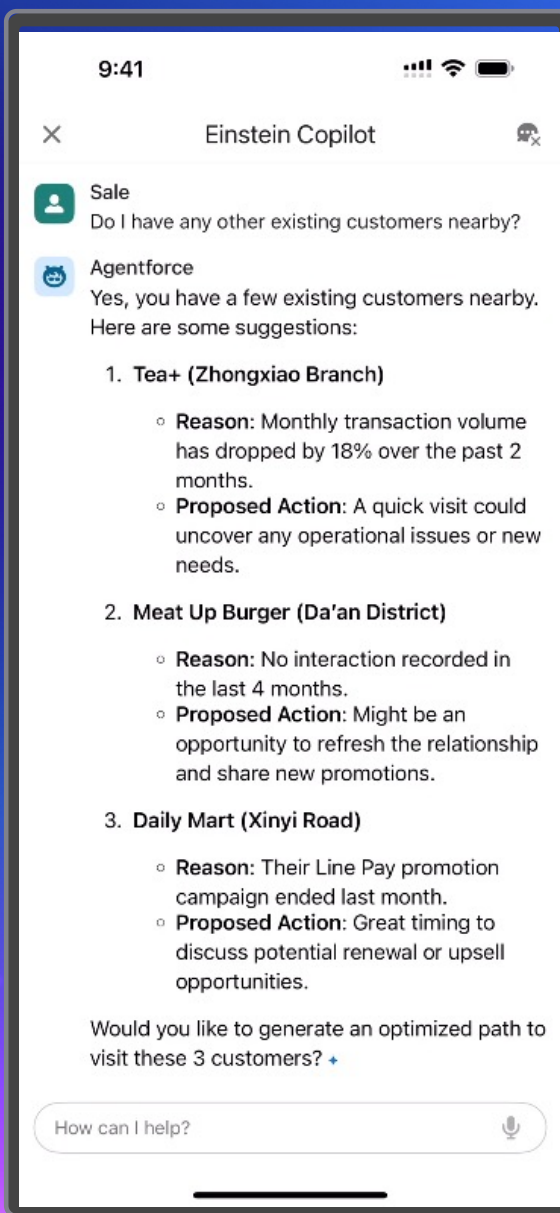 9:41
Einstein Copilot
Sale
Do I have any other existing customers nearby?
Agentforce
Yes, you have a few existing customers nearby.
Here are some suggestions:
1. Tea+ (Zhongxiao Branch)
Reason: Monthly transaction volume
has dropped by 18% over the past 2
months.
Proposed Action: A quick visit could
uncover any operational issues or new
needs.
2. Meat Up Burger (Da’an District)
Reason: No interaction recorded in
the last 4 months.
Proposed Action: Might be an
opportunity to refresh the relationship
and share new promotions.
3. Daily Mart (Xinyi Road)
Reason: Their Line Pay promotion
campaign ended last month.
Proposed Action: Great timing to
discuss potential renewal or upsell
opportunities.
Would you like to generate an optimized path to
visit these 3 customers?
How can I help?